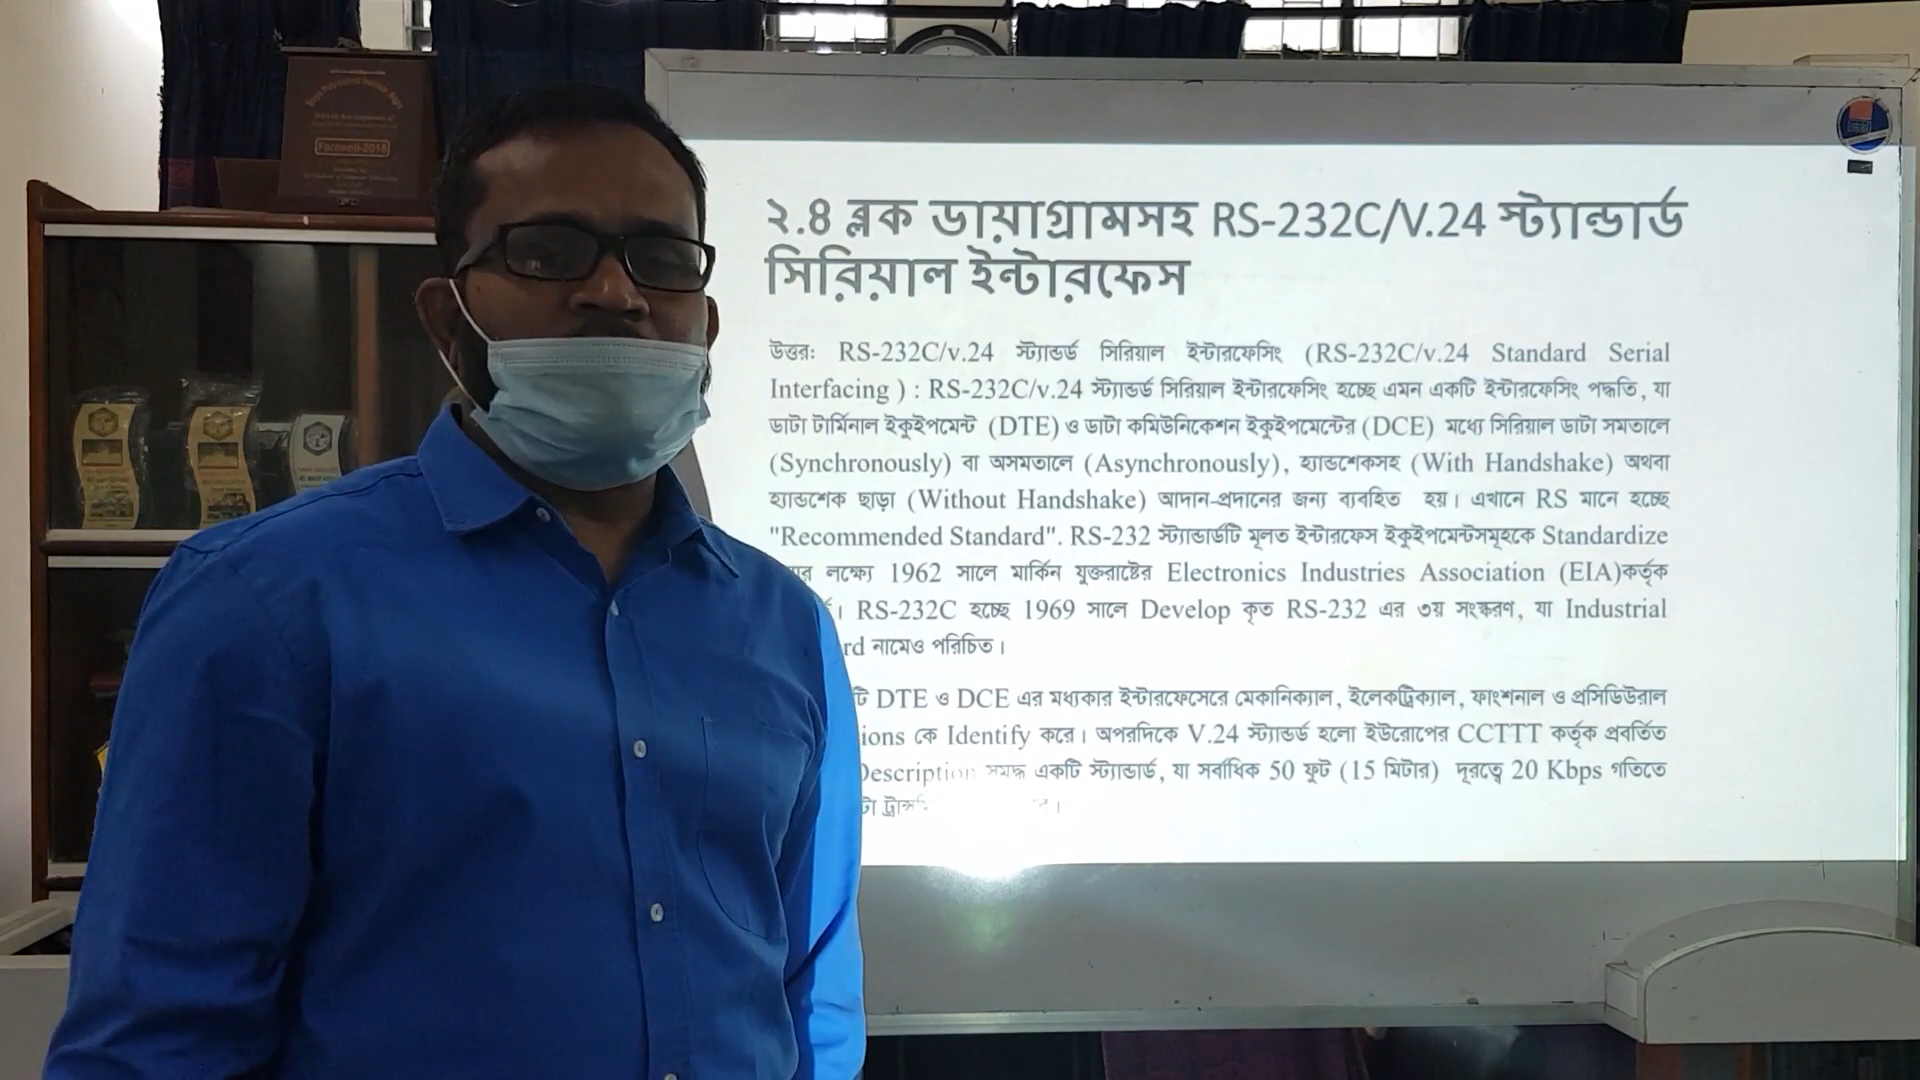 Farewell-2018
২.৪ ব্লক ডায়াগ্রামসহ RS-232C/V.24 স্ট্যান্ডার্ড
সিরিয়াল ইন্টারফেস
উত্তরঃ RS-232C/v.24 স্ট্যান্ডর্ড সিরিয়াল ইন্টারফেসিং (RS-232C/v.24 Standard Serial
Interfacing ) : RS-232C/v.24 স্ট্যান্ডর্ড সিরিয়াল ইন্টারফেসিং হচ্ছে এমন একটি ইন্টারফেসিং পদ্ধতি, যা
ডাটা টার্মিনাল ইকুইপমেন্ট (DTE) ও ডাটা কমিউনিকেশন ইকুইপমেন্টের (DCE) মধ্যে সিরিয়াল ডাটা সমতালে
(Synchronously) বা অসমতালে (Asynchronously), হ্যান্ডশেকসহ (With Handshake) অথবা
হ্যান্ডশেক ছাড়া (Without Handshake) আদান-প্রদানের জন্য ব্যবহিত হয়। এখানে RS মানে হচ্ছে
"Recommended Standard". RS-232 স্ট্যান্ডার্ডটি মূলত ইন্টারফেস ইকুইপমেন্টসমূহকে Standardize
লক্ষ্যে 1962 সালে মার্কিন যুক্তরাষ্ট্রের Electronics Industries Association (EIA)কর্তৃক
RS-232C হচ্ছে 1969 সালে Develop কৃত RS-232 এর ৩য় সংস্করণ, যা Industrial
rd নামেও পরিচিত।
টি DTE ও DCE এর মধ্যকার ইন্টারফেসেরে মেকানিক্যাল, ইলেকট্রিক্যাল, ফাংশনাল ও প্রসিডিউরাল
ions কে Identify করে। অপরদিকে V.24 স্ট্যান্ডর্ড হলো ইউরোপের CCTTT কর্তৃক প্রবর্তিত
Description সমদ্ধ একটি স্ট্যান্ডার্ড, যা সর্বাধিক 50 ফুট (15 মিটার) দূরত্বে 20 Kbps গতিতে
টা